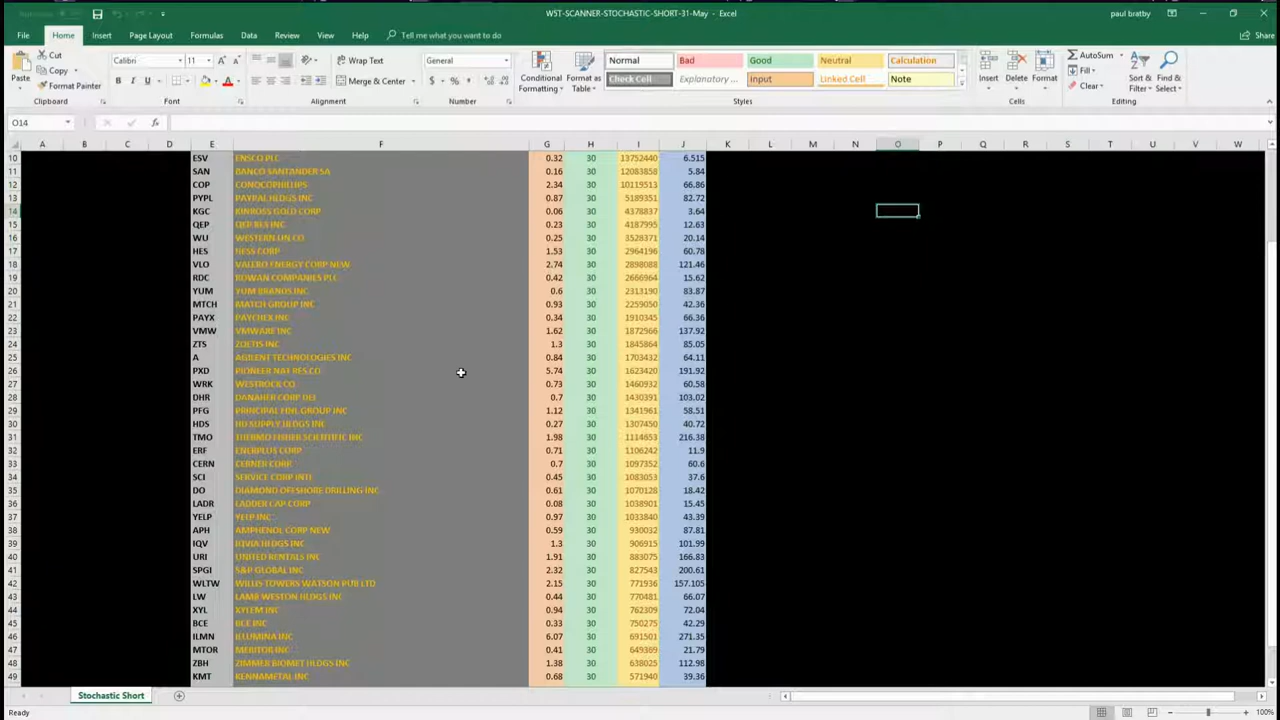 W5T-SCANNER-STOCHASTIC-SHORT-31-May - Excel
paul bratby
File Home Insert Page Layout Formulas Data Review View Help Tell me what you want to do Share
Paste Cut Copy Format Painter Clipboard
Calibri 11 B I U Font
Wrap Text Merge & Center Alignment
General $ % Number
Conditional Formatting Format as Table
Normal Bad Good Neutral Calculation
Check Cell Explanatory ... Input Linked Cell Note
Styles
Insert Delete Format Cells
AutoSum Fill Clear Sort & Filter Find & Select Editing
O14 fx
A B C D E F G H I J K L M N O P Q R S T U V W
10 ESV ENSCO PLC 0.32 30 13752440 6.515
11 SAN BANCO SANTANDER SA 0.16 30 12083858 5.84
12 COP CONOCOPHILLIPS 2.34 30 10119513 66.86
13 PYPL PAYPAL HLDGS INC 0.87 30 5189351 82.72
14 KGC KINROSS GOLD CORP 0.06 30 4378837 3.64
15 QEP QEP RES INC 0.23 30 4187995 12.63
16 WU WESTERN UN CO 0.25 30 3528371 20.14
17 HES HESS CORP 1.53 30 2964196 60.78
18 VLO VALERO ENERGY CORP NEW 2.74 30 2898088 121.46
19 RDC ROWAN COMPANIES PLC 0.42 30 2666964 15.62
20 YUM YUM BRANDS INC 0.6 30 2313190 83.87
21 MTCH MATCH GROUP INC 0.93 30 2259050 42.36
22 PAYX PAYCHEX INC 0.34 30 1910345 66.36
23 VMW VMWARE INC 1.62 30 1872966 137.92
24 ZTS ZOETIS INC 1.3 30 1845864 85.05
25 A AGILENT TECHNOLOGIES INC 0.84 30 1703432 64.11
26 PXD PIONEER NAT RES CO 5.74 30 1623420 191.92
27 WRK WESTROCK CO 0.73 30 1460932 60.58
28 DHR DANAHER CORP DEL 0.7 30 1430391 103.02
29 PFG PRINCIPAL FINL GROUP INC 1.12 30 1341961 58.51
30 HDS HD SUPPLY HLDGS INC 0.27 30 1307450 40.72
31 TMO THERMO FISHER SCIENTIFIC INC 1.98 30 1114653 216.38
32 ERF ENERPLUS CORP 0.71 30 1106242 11.9
33 CERN CERNER CORP 0.7 30 1097352 60.6
34 SCI SERVICE CORP INTL 0.45 30 1083053 37.6
35 DO DIAMOND OFFSHORE DRILLING INC 0.61 30 1070128 18.42
36 LADR LADDER CAP CORP 0.08 30 1038901 15.45
37 YELP YELP INC 0.97 30 1033840 43.39
38 APH AMPHENOL CORP NEW 0.59 30 930032 87.81
39 IQV IQVIA HLDGS INC 1.3 30 906915 101.99
40 URI UNITED RENTALS INC 1.91 30 883075 166.83
41 SPGI S&P GLOBAL INC 2.32 30 827543 200.61
42 WLTW WILLIS TOWERS WATSON PUB LTD 2.15 30 771936 157.105
43 LW LAMB WESTON HLDGS INC 0.44 30 770481 66.07
44 XYL XYLEM INC 0.94 30 762309 72.04
45 BCE BCE INC 0.33 30 750275 42.29
46 ILMN ILLUMINA INC 6.07 30 691501 271.35
47 MTOR MERITOR INC 0.41 30 649369 21.79
48 ZBH ZIMMER BIOMET HLDGS INC 1.38 30 638025 112.98
49 KMT KENNAMETAL INC 0.68 30 571940 39.36
Stochastic Short
Ready 100%